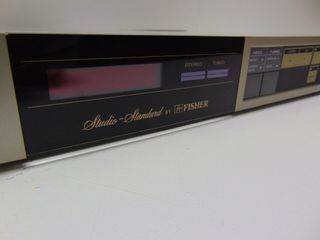 STEREO TUNED
Studio-Standard BY FISHER